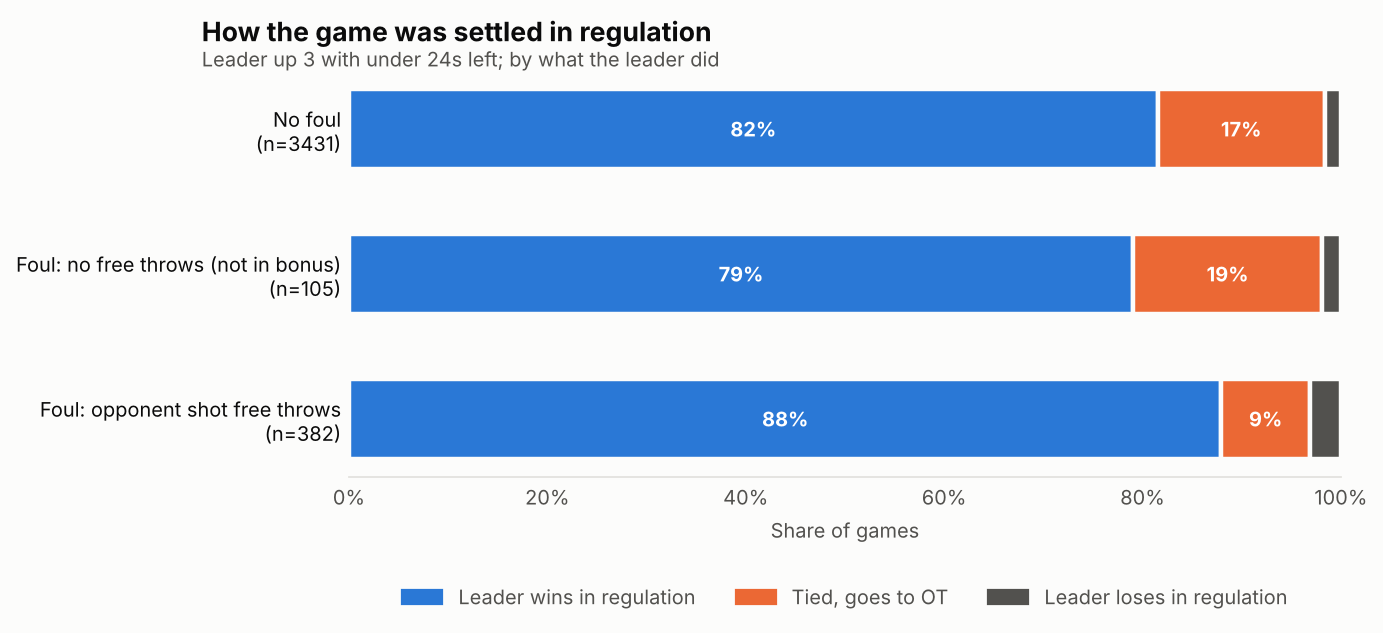 How the game was settled in regulation
Leader up 3 with under 24s left; by what the leader did
No foul
(n=3431)
82%
17%
Foul: no free throws (not in bonus)
(n=105)
79%
19%
Foul: opponent shot free throws
(n=382)
88%
9%
0%
20%
40%
60%
80%
100%
Share of games
Leader wins in regulation
Tied, goes to OT
Leader loses in regulation